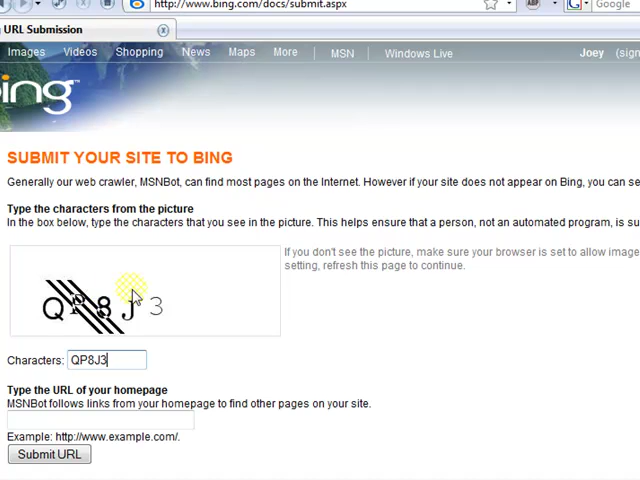 http://www.bing.com/docs/submit.aspx
Google
URL Submission
Images Videos Shopping News Maps More MSN Windows Live Joey (sign
ing™
SUBMIT YOUR SITE TO BING
Generally our web crawler, MSNBot, can find most pages on the Internet. However if your site does not appear on Bing, you can se
Type the characters from the picture
In the box below, type the characters that you see in the picture. This helps ensure that a person, not an automated program, is su
If you don't see the picture, make sure your browser is set to allow image
setting, refresh this page to continue.
QP8J3
Characters: QP8J3
Type the URL of your homepage
MSNBot follows links from your homepage to find other pages on your site.
Example: http://www.example.com/.
Submit URL